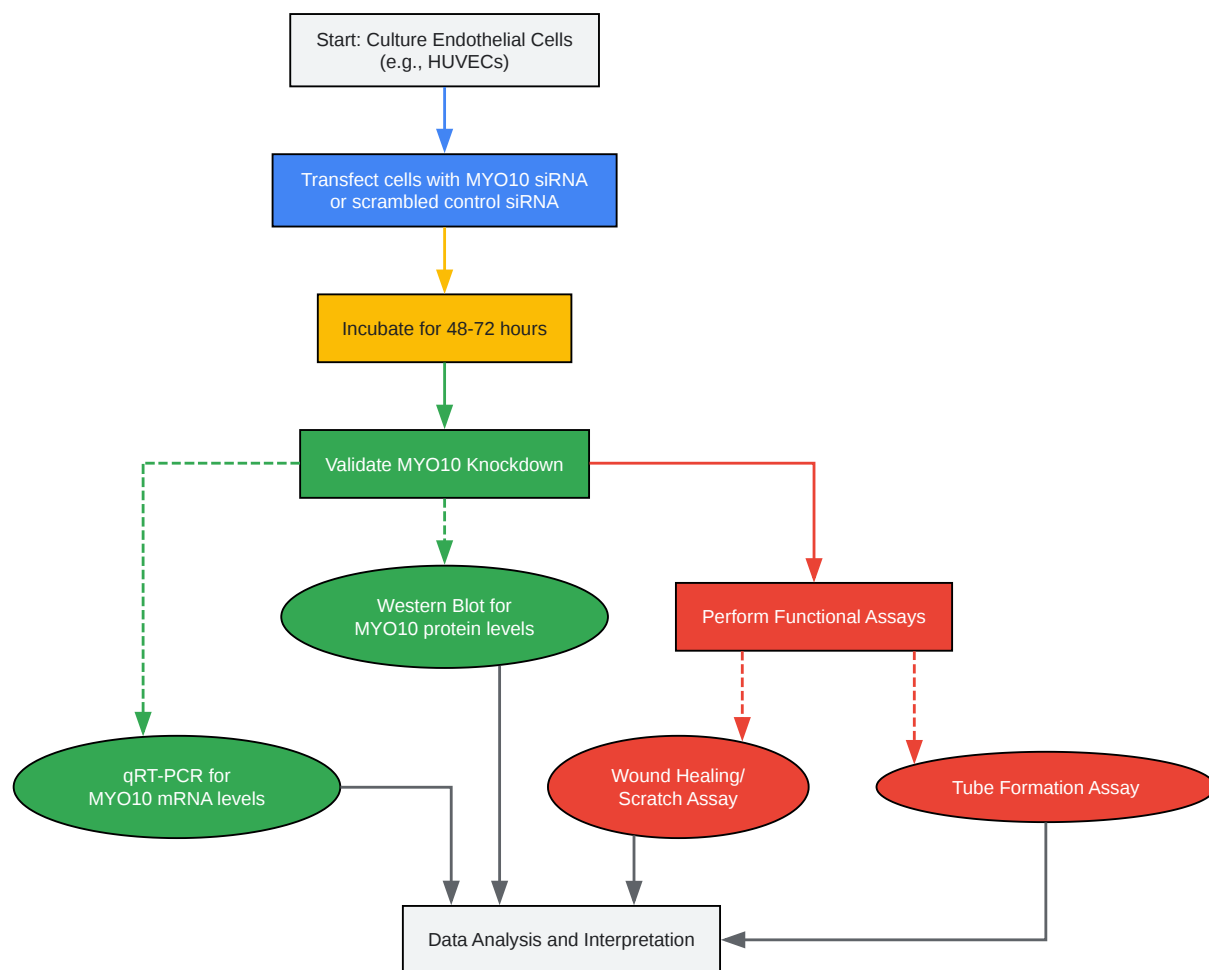 Start: Culture Endothelial Cells
(e.g., HUVECs)
Transfect cells with MYO10 siRNA
or scrambled control siRNA
Incubate for 48-72 hours
Validate MYO10 Knockdown
Western Blot for
MYO10 protein levels
Perform Functional Assays
qRT-PCR for
MYO10 mRNA levels
Wound Healing/
Scratch Assay
Tube Formation Assay
Data Analysis and Interpretation